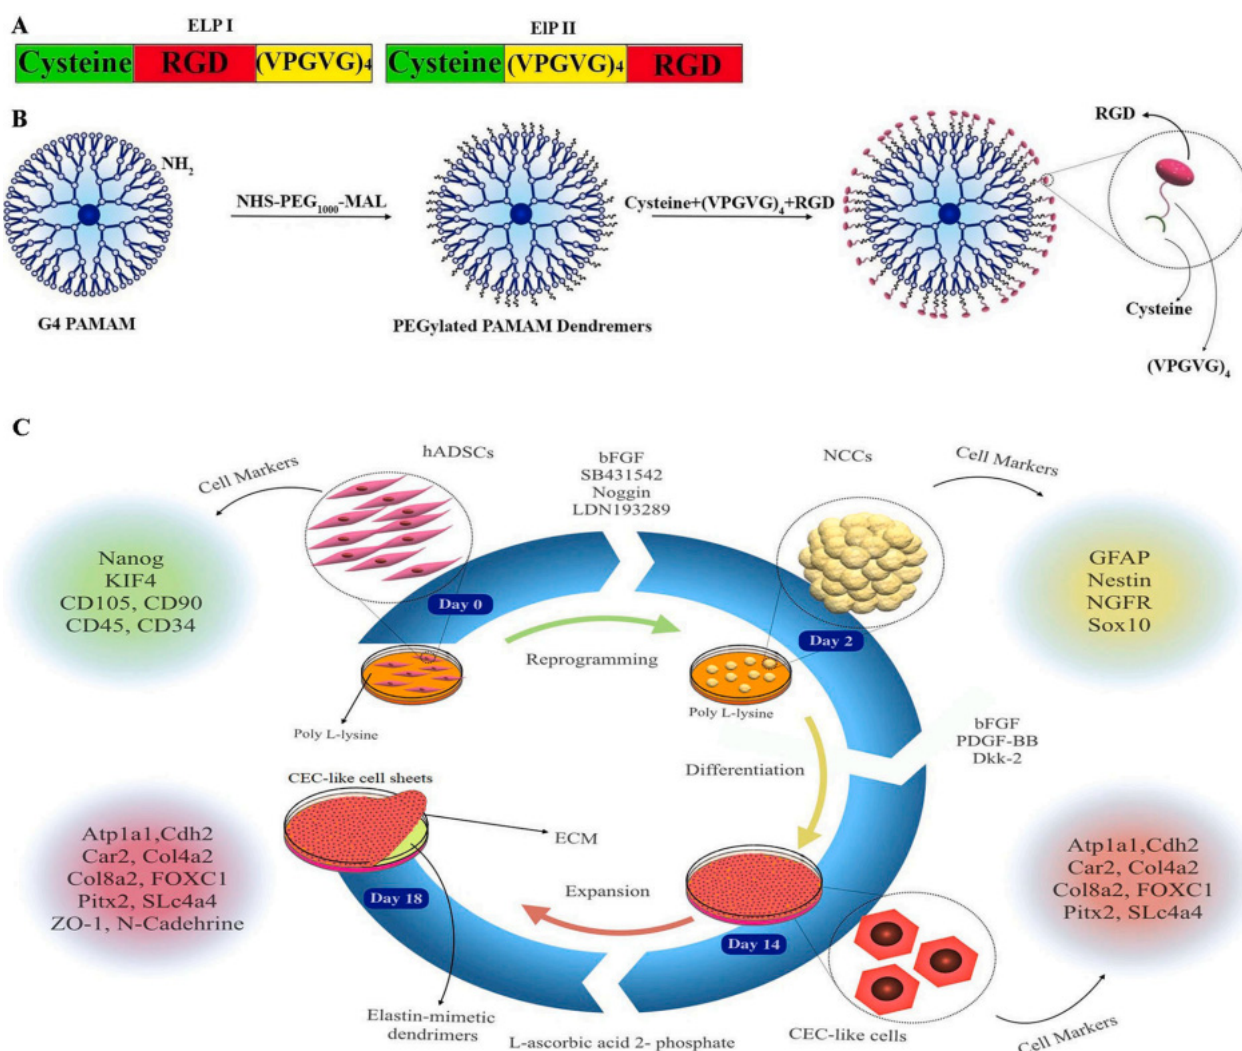 A
ELP I
ElP II
Cysteine RGD (VPGVG)4
Cysteine (VPGVG)4 RGD
B
NH2
NHS-PEG1000-MAL
Cysteine+(VPGVG)4+RGD
RGD
Cysteine
(VPGVG)4
G4 PAMAM
PEGylated PAMAM Dendremers
C
hADSCs
bFGF
SB431542
Noggin
LDN193289
NCCs
Cell Markers
Cell Markers
Nanog
KIF4
CD105, CD90
CD45, CD34
GFAP
Nestin
NGFR
Sox10
Day 0
Day 2
Reprogramming
Poly L-lysine
Poly L-lysine
bFGF
PDGF-BB
Dkk-2
Differentiation
CEC-like cell sheets
ECM
Atp1a1,Cdh2
Car2, Col4a2
Col8a2, FOXC1
Pitx2, SLc4a4
ZO-1, N-Cadehrine
Atp1a1,Cdh2
Car2, Col4a2
Col8a2, FOXC1
Pitx2, SLc4a4
Expansion
Day 18
Day 14
Elastin-mimetic
dendrimers
L-ascorbic acid 2- phosphate
CEC-like cells
Cell Markers